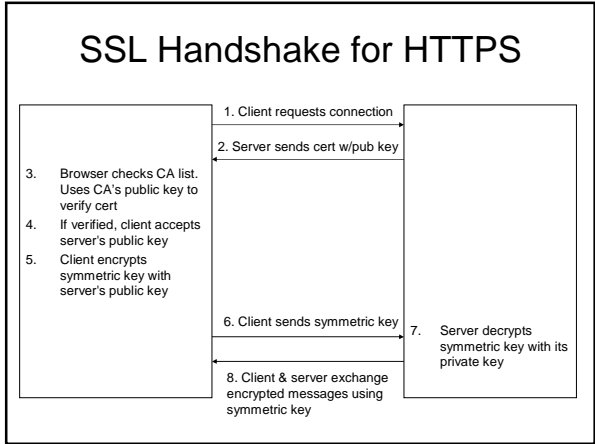 SSL Handshake for HTTPS
1. Client requests connection
2. Server sends cert w/pub key
3. Browser checks CA list.
Uses CA's public key to
verify cert
4. If verified, client accepts
server's public key
5. Client encrypts
symmetric key with
server's public key
6. Client sends symmetric key
7. Server decrypts
symmetric key with its
private key
8. Client & server exchange
encrypted messages using
symmetric key